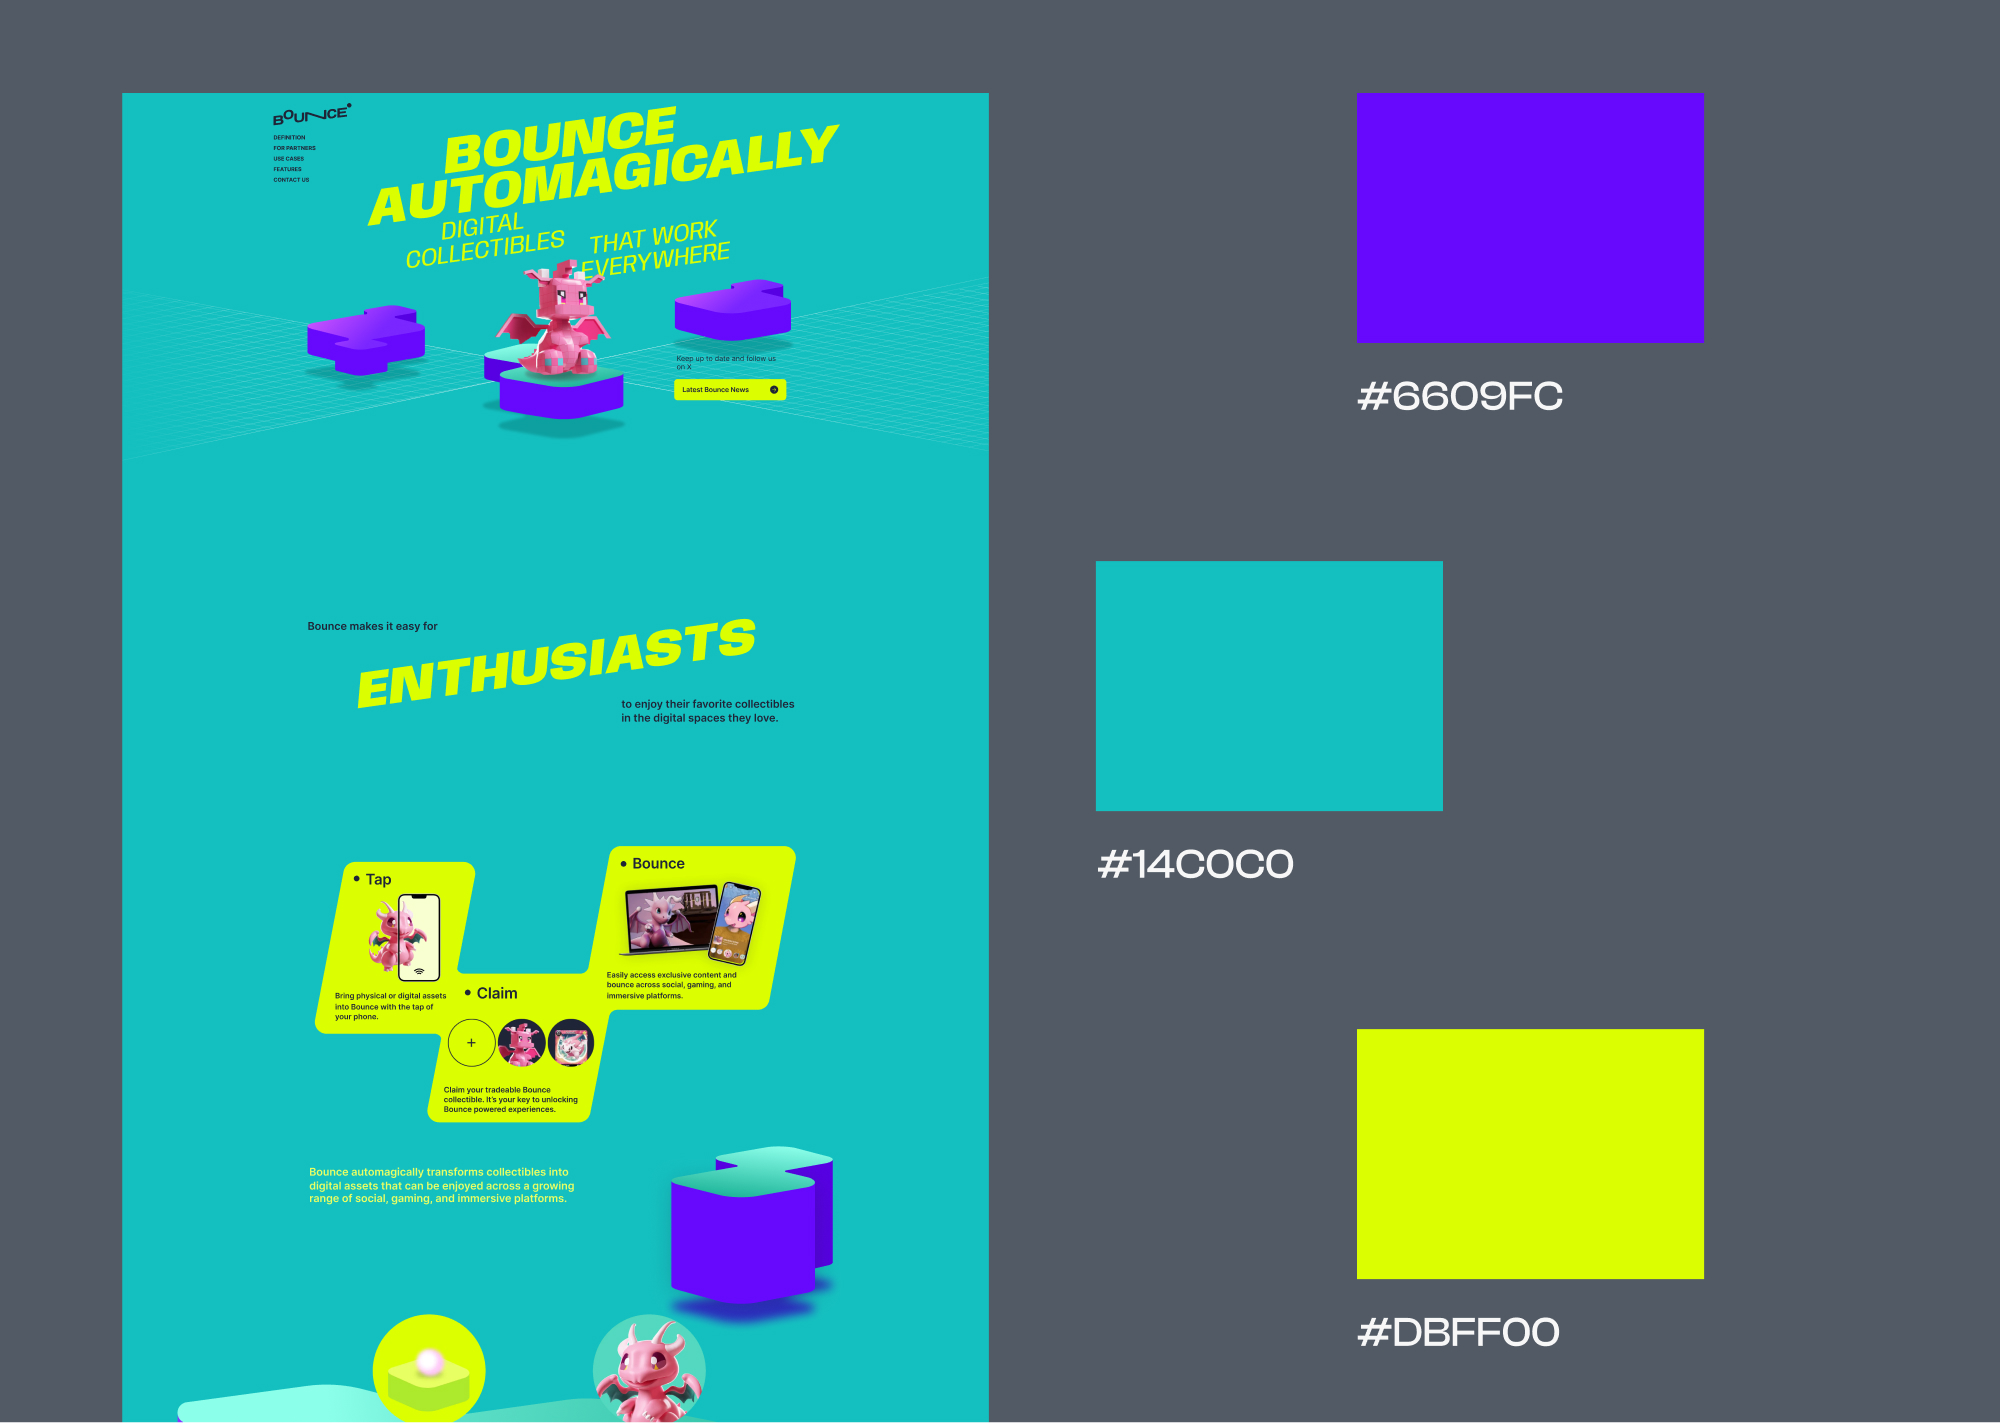 BOUNCE
DEFINITION
FOR PARTNERS
USE CASES
FEATURES
CONTACT US
BOUNCE
AUTOMAGICALLY
DIGITAL
COLLECTIBLES
THAT WORK
EVERYWHERE
Keep up to date and follow us
on X
Latest Bounce News
Bounce makes it easy for
ENTHUSIASTS
to enjoy their favorite collectibles
in the digital spaces they love.
• Tap
Bring physical or digital assets
into Bounce with the tap of
your phone.
• Claim
+
Claim your tradeable Bounce
collectible. It's your key to unlocking
Bounce powered experiences.
• Bounce
Easily access exclusive content and
bounce across social, gaming, and
immersive platforms.
Bounce automagically transforms collectibles into
digital assets that can be enjoyed across a growing
range of social, gaming, and immersive platforms.
#6609FC
#14C0C0
#DBFF00